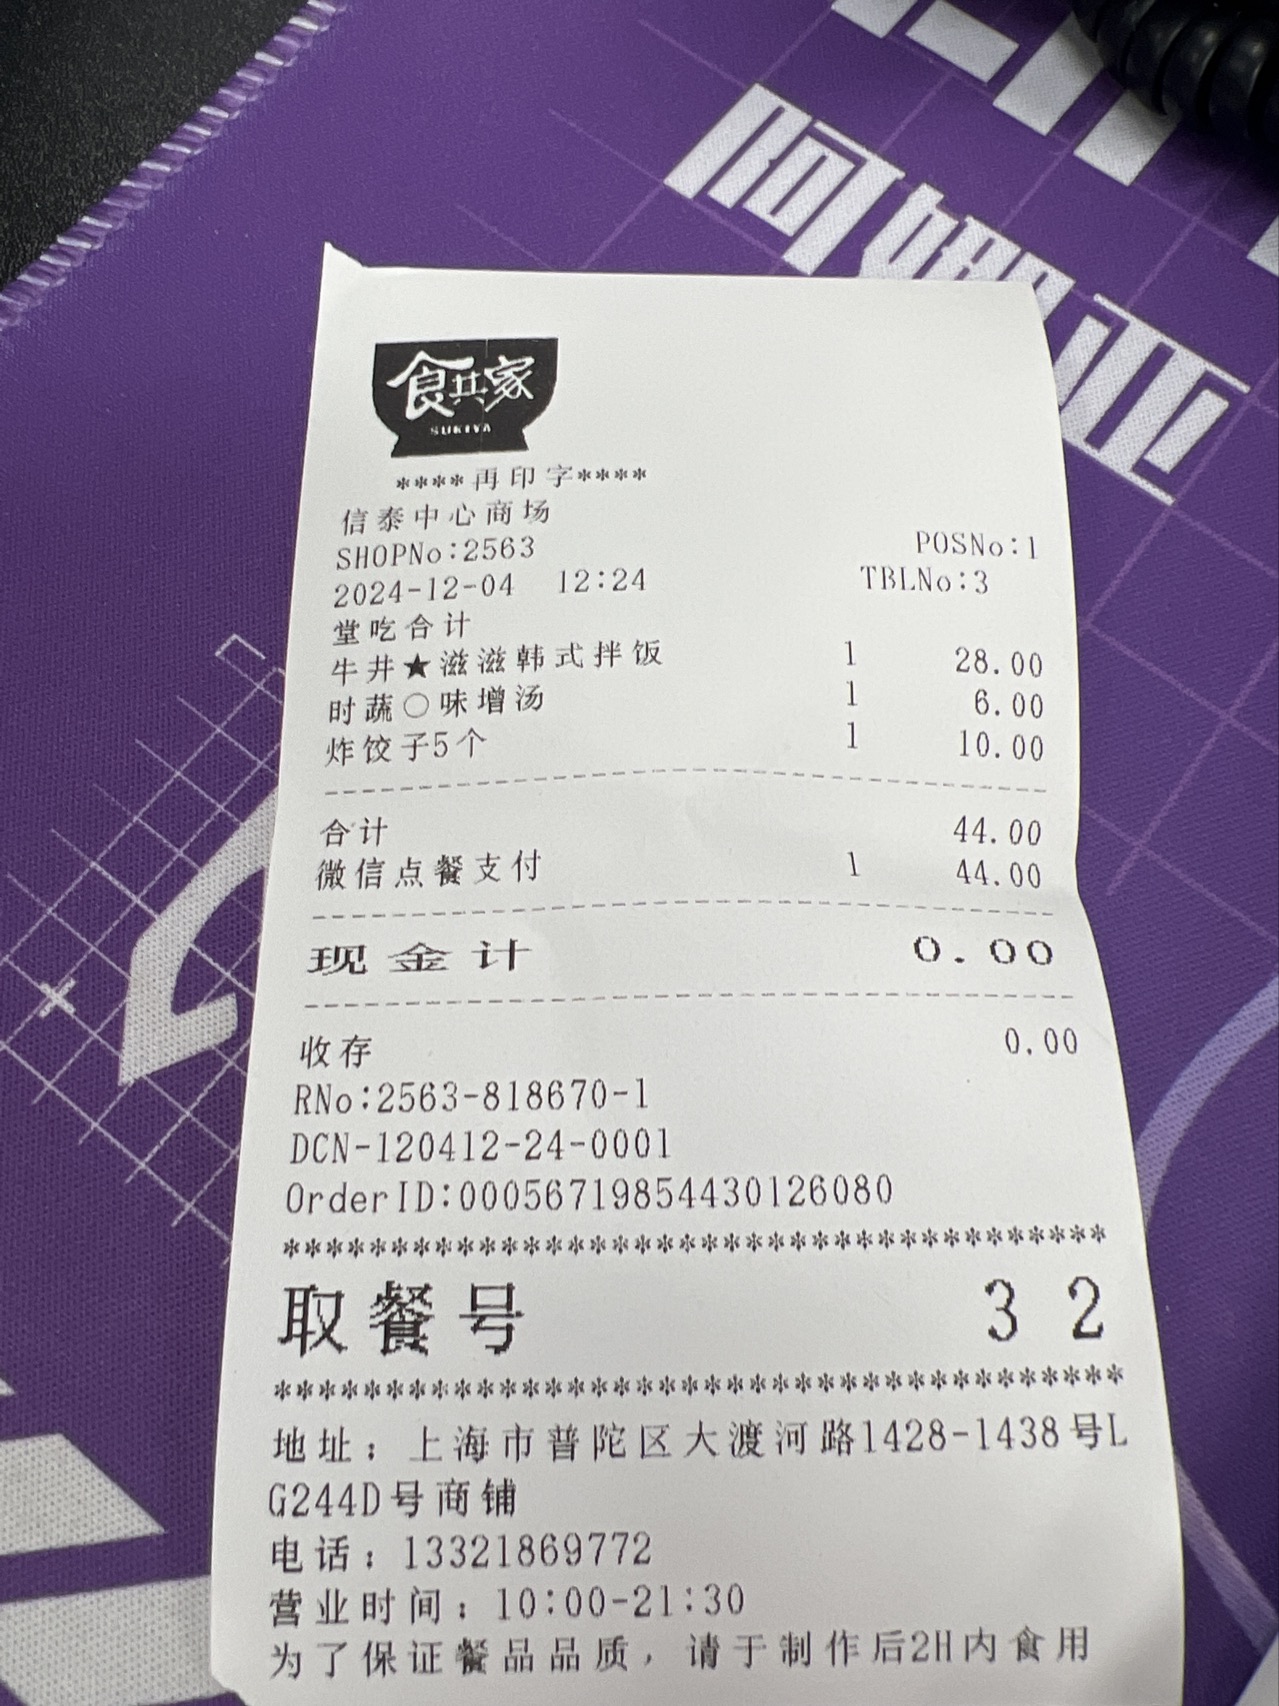 阿姆西
食其家
SUKIYA
****再印字****
信泰中心商场
SHOPNo:2563 POSNo:1
2024-12-04 12:24 TBLNo:3
堂吃合计
牛井★滋滋韩式拌饭 1 28.00
时蔬○味增汤 1 6.00
炸饺子5个 1 10.00
合计 44.00
微信点餐支付 1 44.00
现金计 0.00
收存 0.00
RNo:2563-818670-1
DCN-120412-24-0001
OrderID:00056719854430126080
**************************************
取餐号 32
**************************************
地址：上海市普陀区大渡河路1428-1438号L
G244D号商铺
电话：13321869772
营业时间：10:00-21:30
为了保证餐品品质，请于制作后2H内食用